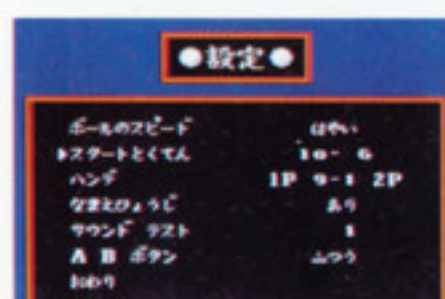 ●設定●
ボールのスピード はやい
▶スタートとくてん 10- 6
ハンデ 1P 9-1 2P
なまえひょうじ あり
サウンド テスト 1
A B ボタン ふつう
おわり